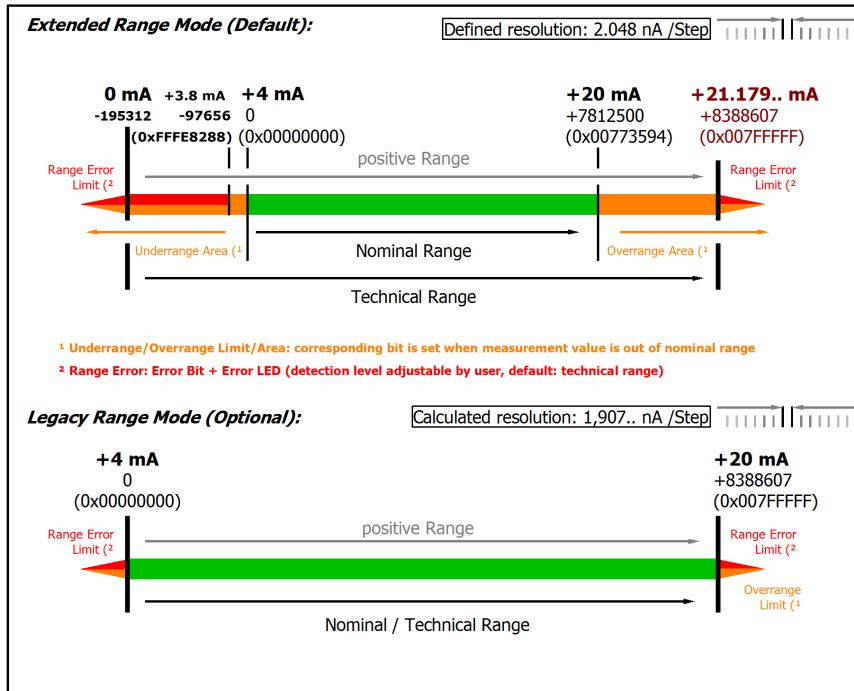 Extended Range Mode (Default):
Defined resolution: 2.048 nA /Step
0 mA +3.8 mA +4 mA +20 mA +21.179.. mA
-195312 -97656 0 +7812500 +8388607
(0xFFFE8288) (0x00000000) (0x00773594) (0x007FFFFF)
positive Range
Range Error
Limit (²
Range Error
Limit (²
Underrange Area (¹
Nominal Range
Overrange Area (¹
Technical Range
¹ Underrange/Overrange Limit/Area: corresponding bit is set when measurement value is out of nominal range
² Range Error: Error Bit + Error LED (detection level adjustable by user, default: technical range)
Legacy Range Mode (Optional):
Calculated resolution: 1,907.. nA /Step
+4 mA +20 mA
0 +8388607
(0x00000000) (0x007FFFFF)
positive Range
Range Error
Limit (²
Range Error
Limit (²
Overrange
Limit (¹
Nominal / Technical Range